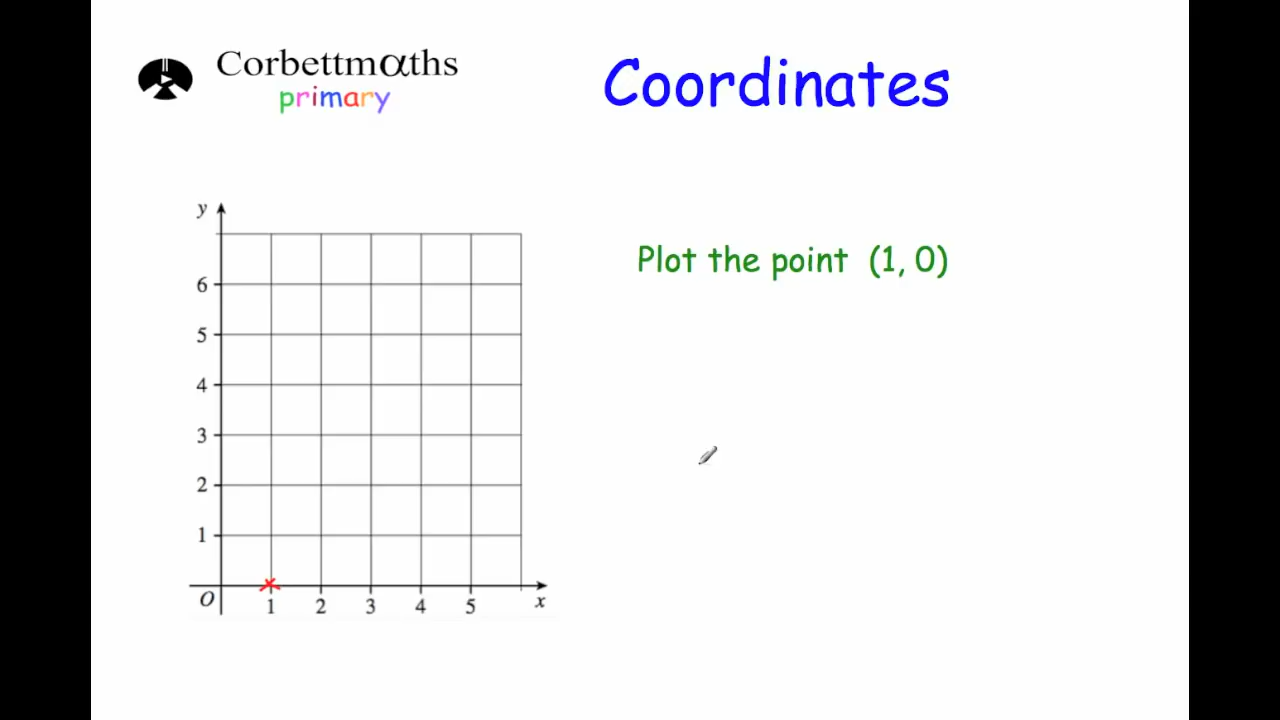 Corbettmαths
primary
Coordinates
y
6
5
4
3
2
1
O
1 2 3 4 5 x
Plot the point (1, 0)